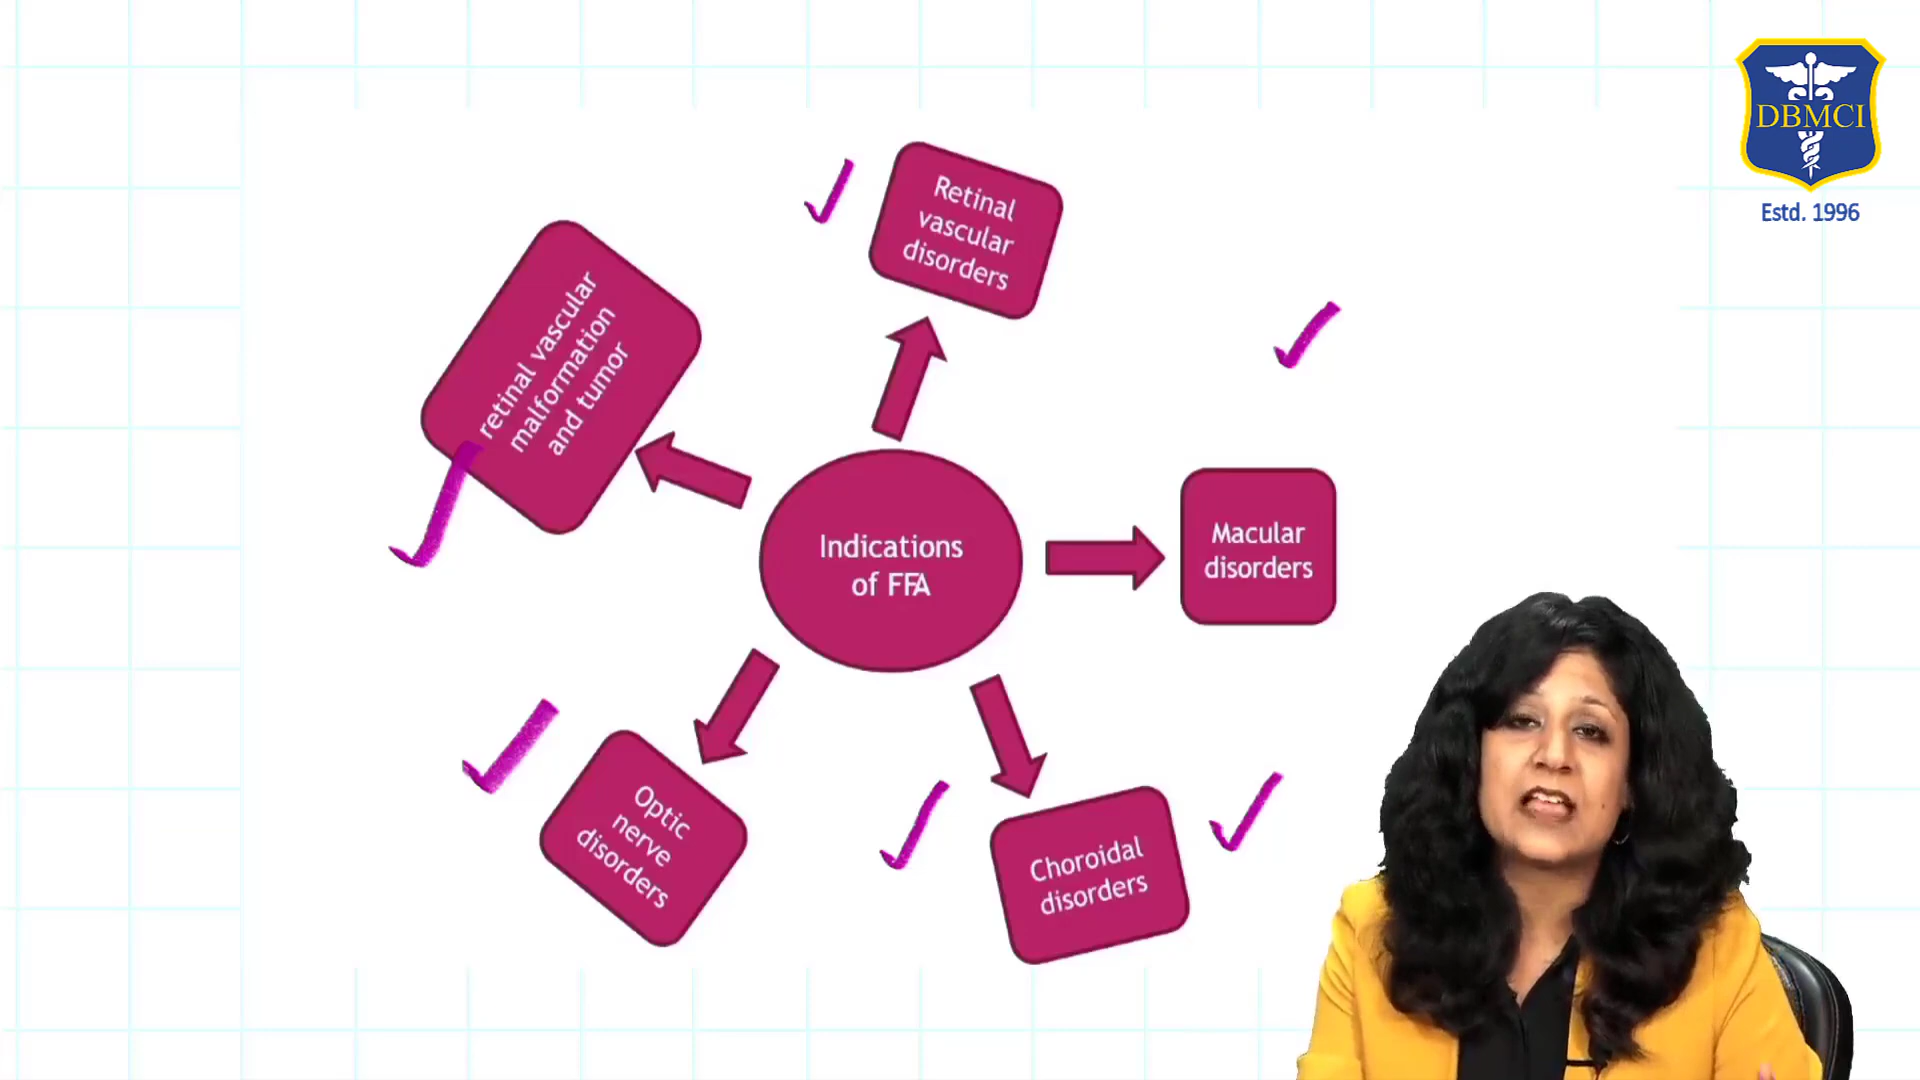 DBMCI
Estd. 1996
Retinal
vascular
disorders
retinal vascular
malformation
and tumor
Indications
of FFA
Macular
disorders
Optic
nerve
disorders
Choroidal
disorders